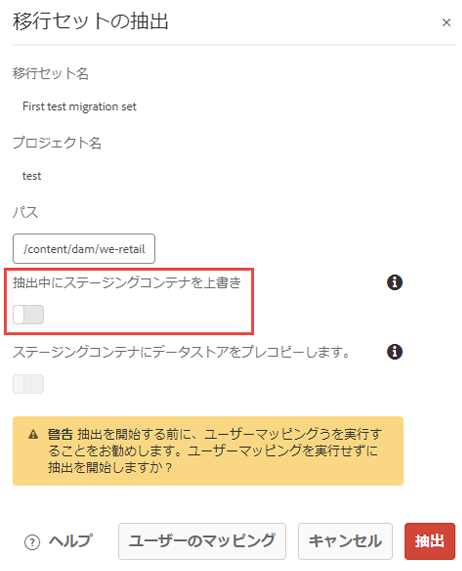 移行セットの抽出
移行セット名
First test migration set
プロジェクト名
test
パス
/content/dam/we-retail
抽出中にステージングコンテナを上書き
ステージングコンテナにデータストアをプレコピーします。
警告 抽出を開始する前に、ユーザーマッピングうを実行す
ることをお勧めします。ユーザーマッピングを実行せずに
抽出を開始しますか？
ヘルプ
ユーザーのマッピング
キャンセル
抽出